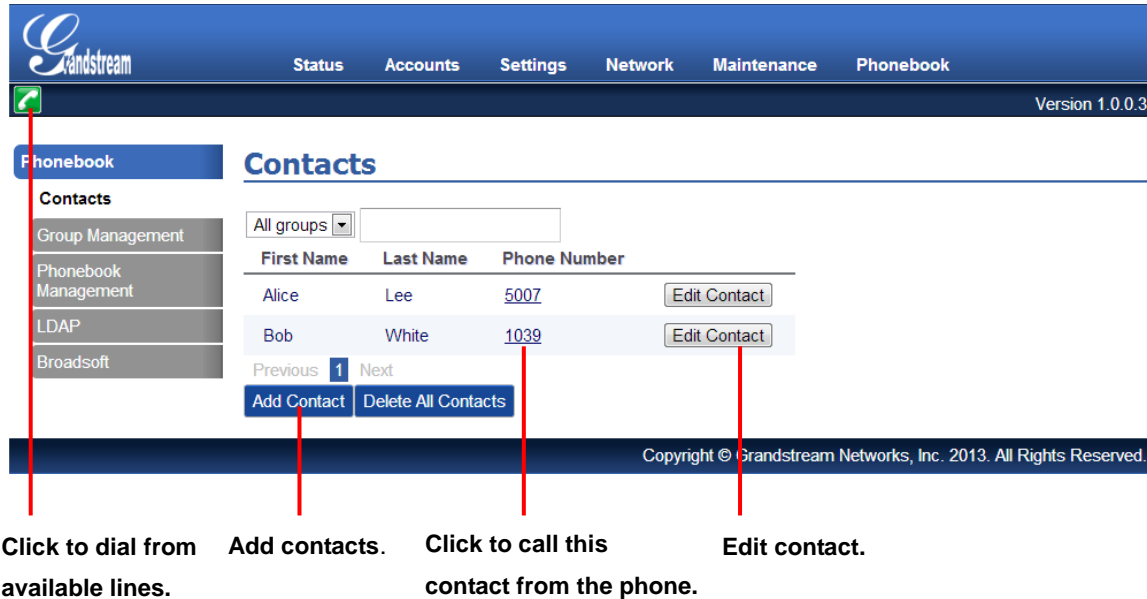 Grandstream
Status Accounts Settings Network Maintenance Phonebook
Version 1.0.0.3
Phonebook
Contacts
Group Management
Phonebook
Management
LDAP
Broadsoft
Contacts
All groups
First Name Last Name Phone Number
Alice Lee 5007 Edit Contact
Bob White 1039 Edit Contact
Previous 1 Next
Add Contact Delete All Contacts
Copyright © Grandstream Networks, Inc. 2013. All Rights Reserved.
Click to dial from
available lines.
Add contacts.
Click to call this
contact from the phone.
Edit contact.